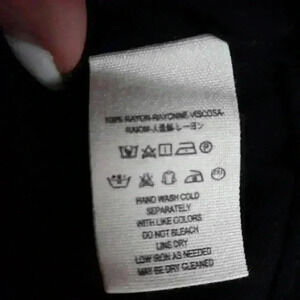 100% RAYON-RAYONNE-VISCOSA-
HAND WASH COLD
SEPARATELY
WITH LIKE COLORS
DO NOT BLEACH
LINE DRY
LOW IRON AS NEEDED
MAY BE DRY CLEANED